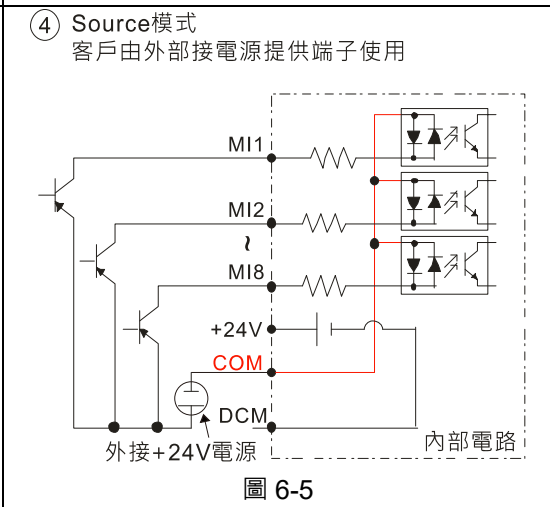 ④ Source模式
客戶由外部接電源提供端子使用
MI1
MI2
~
MI8
+24V
COM
DCM
外接+24V電源
內部電路
圖 6-5